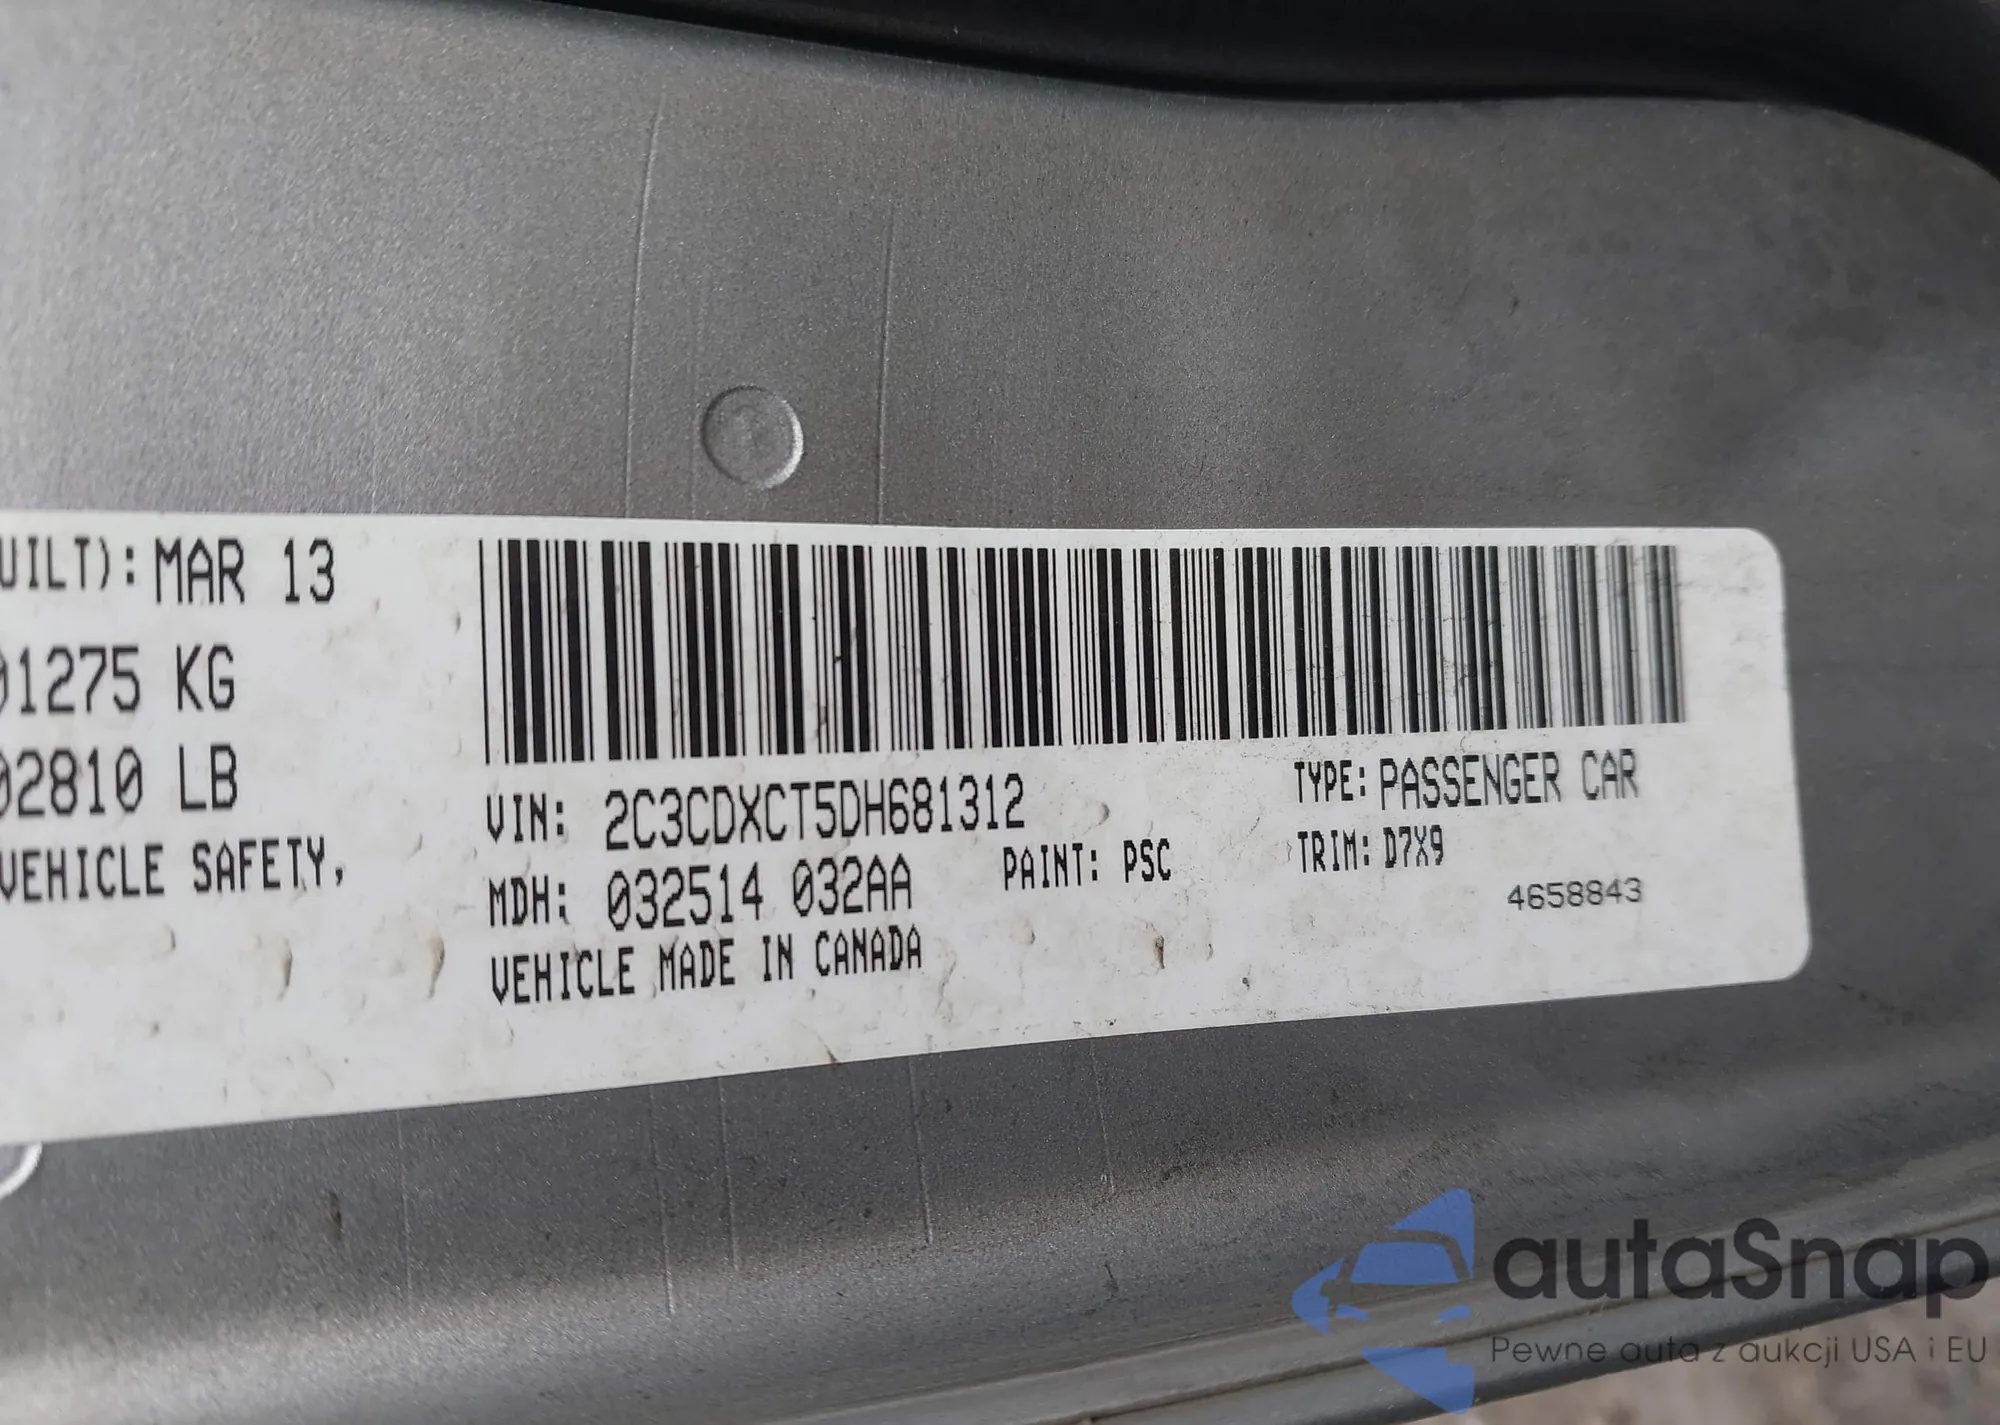 UILT): MAR 13
01275 KG
02810 LB
VEHICLE SAFETY,
VIN: 2C3CDXCT5DH681312
TYPE: PASSENGER CAR
MDH: 032514 032AA
PAINT: PSC
TRIM: D7X9
4658843
VEHICLE MADE IN CANADA
autaSnap
Pewne auta z aukcji USA i EU